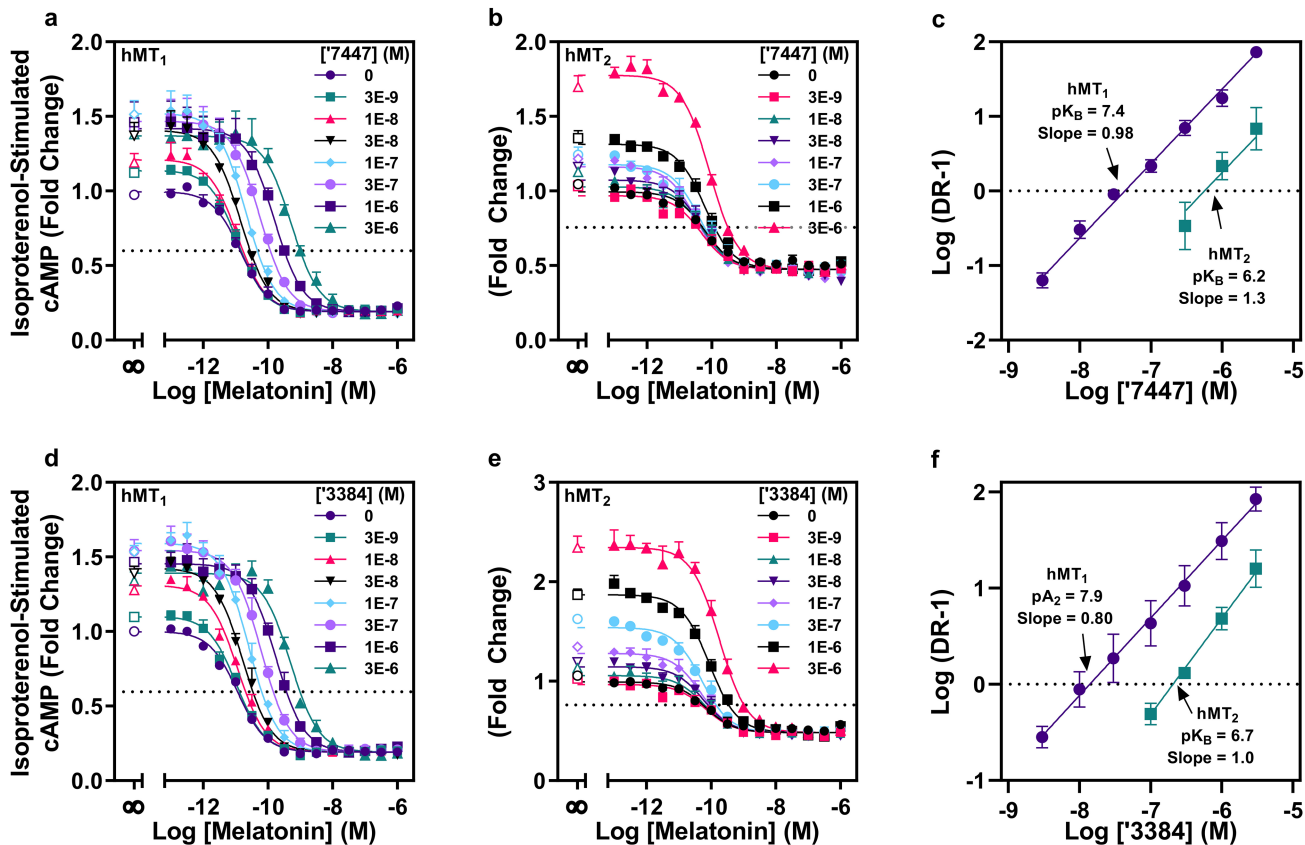 a
Isoproterenol-Stimulated
cAMP (Fold Change)
2.0
1.5
1.0
0.5
0.0
hMT1
['7447] (M)
0
3E-9
1E-8
3E-8
1E-7
3E-7
1E-6
3E-6
∞
-12
-10
-8
-6
Log [Melatonin] (M)
b
(Fold Change)
2.0
1.5
1.0
0.5
0.0
hMT2
['7447] (M)
0
3E-9
1E-8
3E-8
1E-7
3E-7
1E-6
3E-6
∞
-12
-10
-8
-6
Log [Melatonin] (M)
c
Log (DR-1)
2
1
0
-1
-2
hMT1
pKB = 7.4
Slope = 0.98
hMT2
pKB = 6.2
Slope = 1.3
-9
-8
-7
-6
-5
Log ['7447] (M)
d
Isoproterenol-Stimulated
cAMP (Fold Change)
2.0
1.5
1.0
0.5
0.0
hMT1
['3384] (M)
0
3E-9
1E-8
3E-8
1E-7
3E-7
1E-6
3E-6
∞
-12
-10
-8
-6
Log [Melatonin] (M)
e
(Fold Change)
3
2
1
0
hMT2
['3384] (M)
0
3E-9
1E-8
3E-8
1E-7
3E-7
1E-6
3E-6
∞
-12
-10
-8
-6
Log [Melatonin] (M)
f
Log (DR-1)
2
1
0
-1
hMT1
pA2 = 7.9
Slope = 0.80
hMT2
pKB = 6.7
Slope = 1.0
-9
-8
-7
-6
-5
Log ['3384] (M)